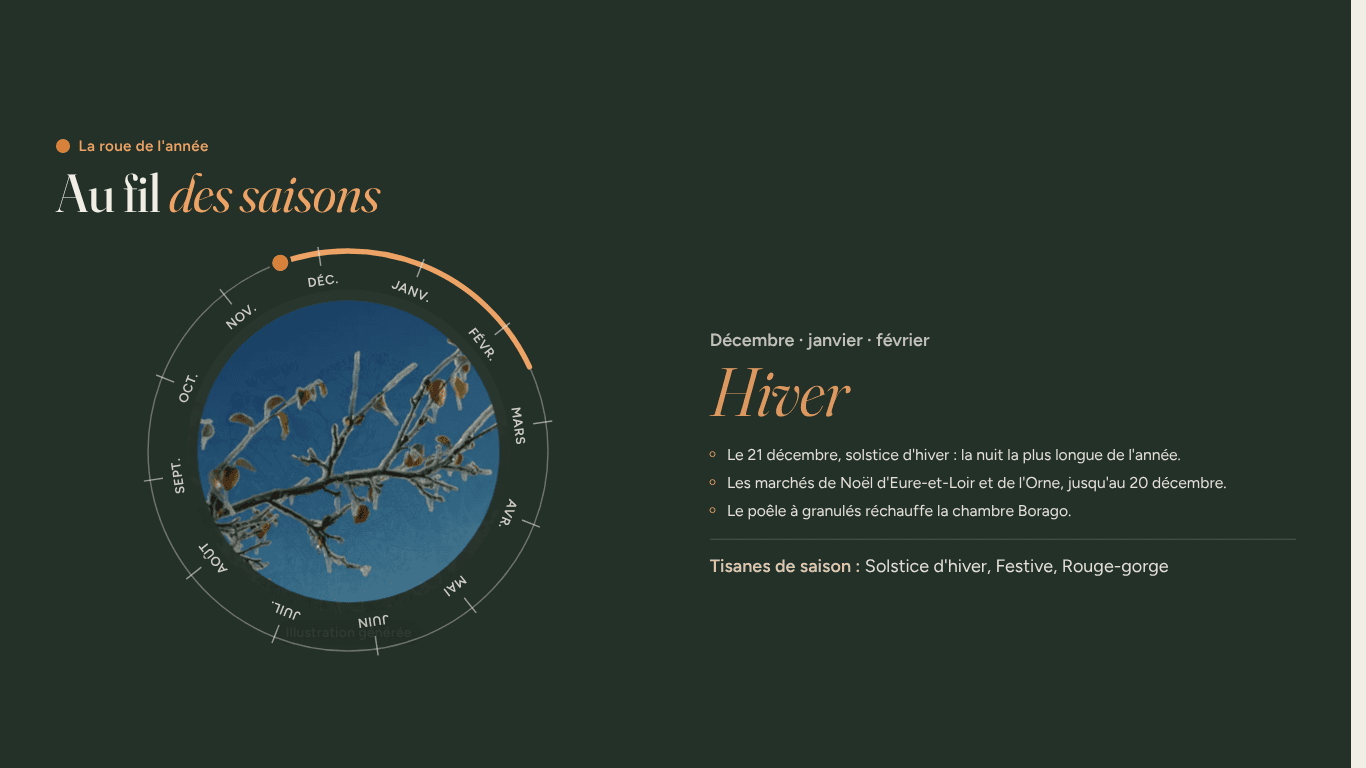 La roue de l'année
Au fil des saisons
DÉC.
JANV.
FÉVR.
MARS
AVR.
MAI
JUIN
JUIL.
AOÛT
SEPT.
OCT.
NOV.
Illustration générée
Décembre · janvier · février
Hiver
Le 21 décembre, solstice d'hiver : la nuit la plus longue de l'année.
Les marchés de Noël d'Eure-et-Loir et de l'Orne, jusqu'au 20 décembre.
Le poêle à granulés réchauffe la chambre Borago.
Tisanes de saison : Solstice d'hiver, Festive, Rouge-gorge